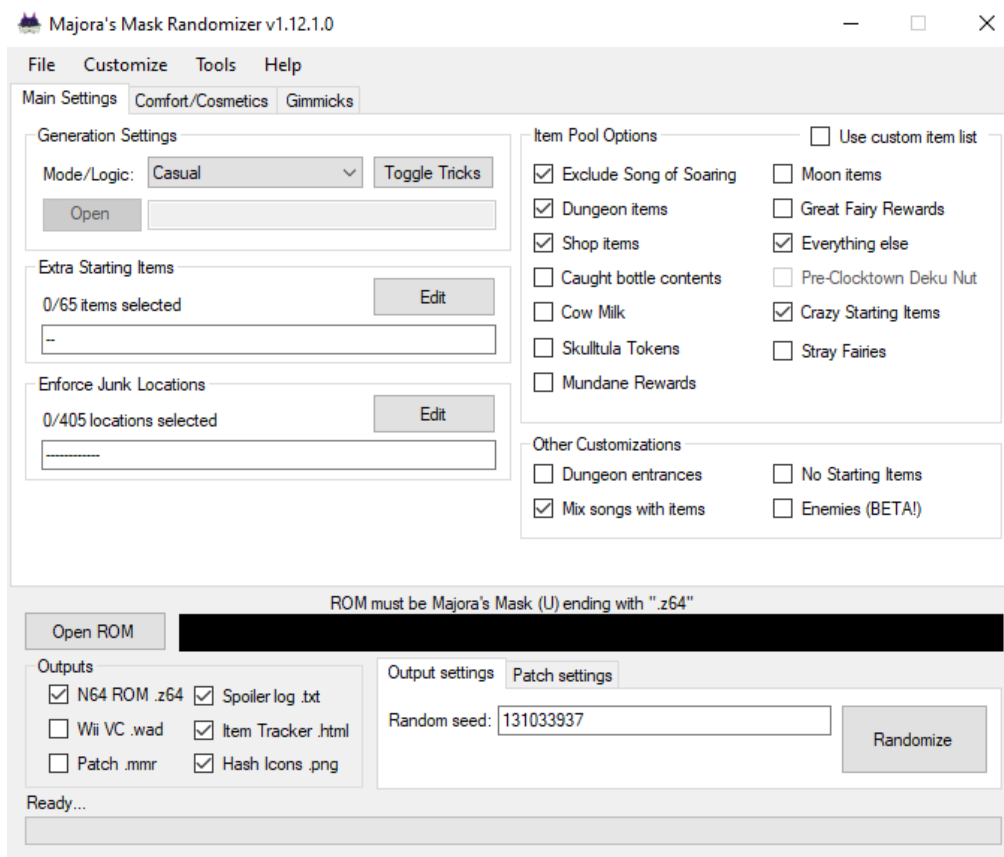 Majora's Mask Randomizer v1.12.1.0
File Customize Tools Help
Main Settings Comfort/Cosmetics Gimmicks
Generation Settings
Mode/Logic: Casual Toggle Tricks
Open
Extra Starting Items
0/65 items selected Edit
--
Enforce Junk Locations
0/405 locations selected Edit
------------
Item Pool Options Use custom item list
Exclude Song of Soaring Moon items
Dungeon items Great Fairy Rewards
Shop items Everything else
Caught bottle contents Pre-Clocktown Deku Nut
Cow Milk Crazy Starting Items
Skulltula Tokens Stray Fairies
Mundane Rewards
Other Customizations
Dungeon entrances No Starting Items
Mix songs with items Enemies (BETA!)
ROM must be Majora's Mask (U) ending with ".z64"
Open ROM
Outputs
N64 ROM .z64 Spoiler log .txt
Wii VC .wad Item Tracker .html
Patch .mmr Hash Icons .png
Output settings Patch settings
Random seed: 131033937 Randomize
Ready...